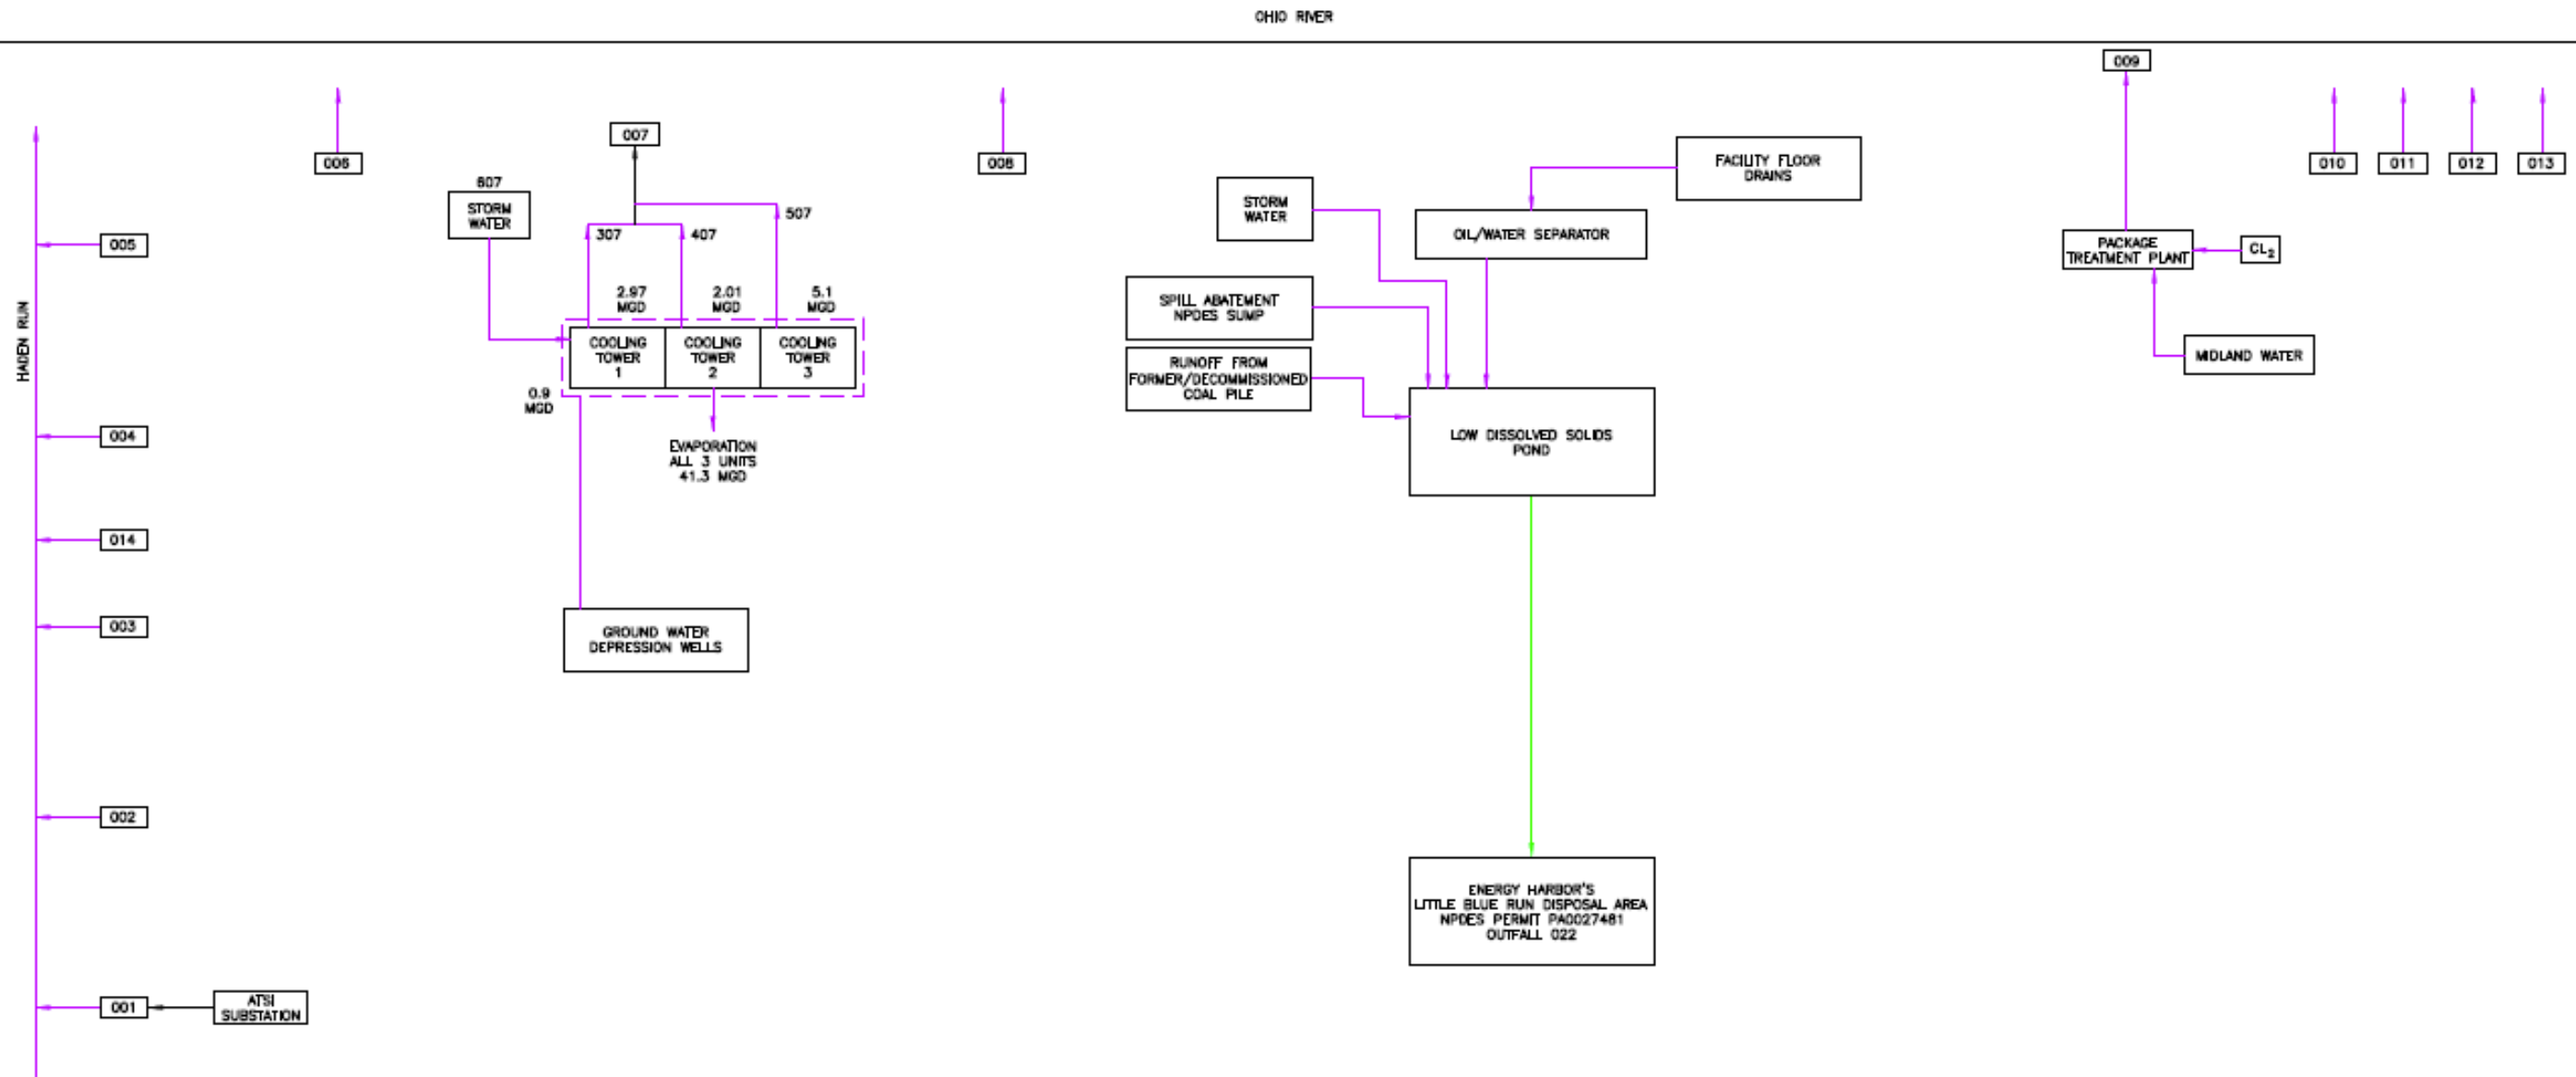 OHIO RIVER
HADEN RUN
005
004
014
003
002
001
ATSI
SUBSTATION
006
607
STORM
WATER
007
307
407
507
2.97
MGD
2.01
MGD
5.1
MGD
COOLING
TOWER
1
COOLING
TOWER
2
COOLING
TOWER
3
0.9
MGD
EVAPORATION
ALL 3 UNITS
41.3 MGD
GROUND WATER
DEPRESSION WELLS
008
STORM
WATER
FACILITY FLOOR
DRAINS
OIL/WATER SEPARATOR
SPILL ABATEMENT
NPDES SUMP
RUNOFF FROM
FORMER/DECOMMISSIONED
COAL PILE
LOW DISSOLVED SOLIDS
POND
ENERGY HARBOR'S
LITTLE BLUE RUN DISPOSAL AREA
NPDES PERMIT PA0027481
OUTFALL 022
009
PACKAGE
TREATMENT PLANT
CL₂
MIDLAND WATER
010
011
012
013